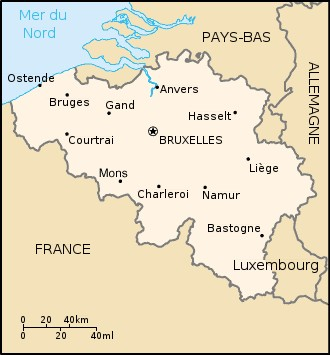 Mer du
Nord
PAYS-BAS
ALLEMAGNE
Ostende
Anvers
Bruges
Gand
Hasselt
Courtrai
BRUXELLES
Liège
Mons
Charleroi
Namur
Bastogne
FRANCE
Luxembourg
0 20 40km
0 20 40ml